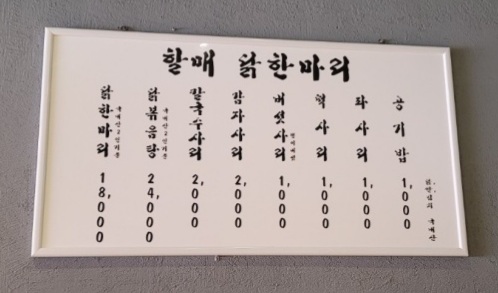 할매 닭한마리
닭한마리
18,000
닭볶음탕
24,000
칼국수사리
2,000
감자사리
2,000
버섯사리
1,000
떡사리
1,000
파사리
1,000
공기밥
1,000